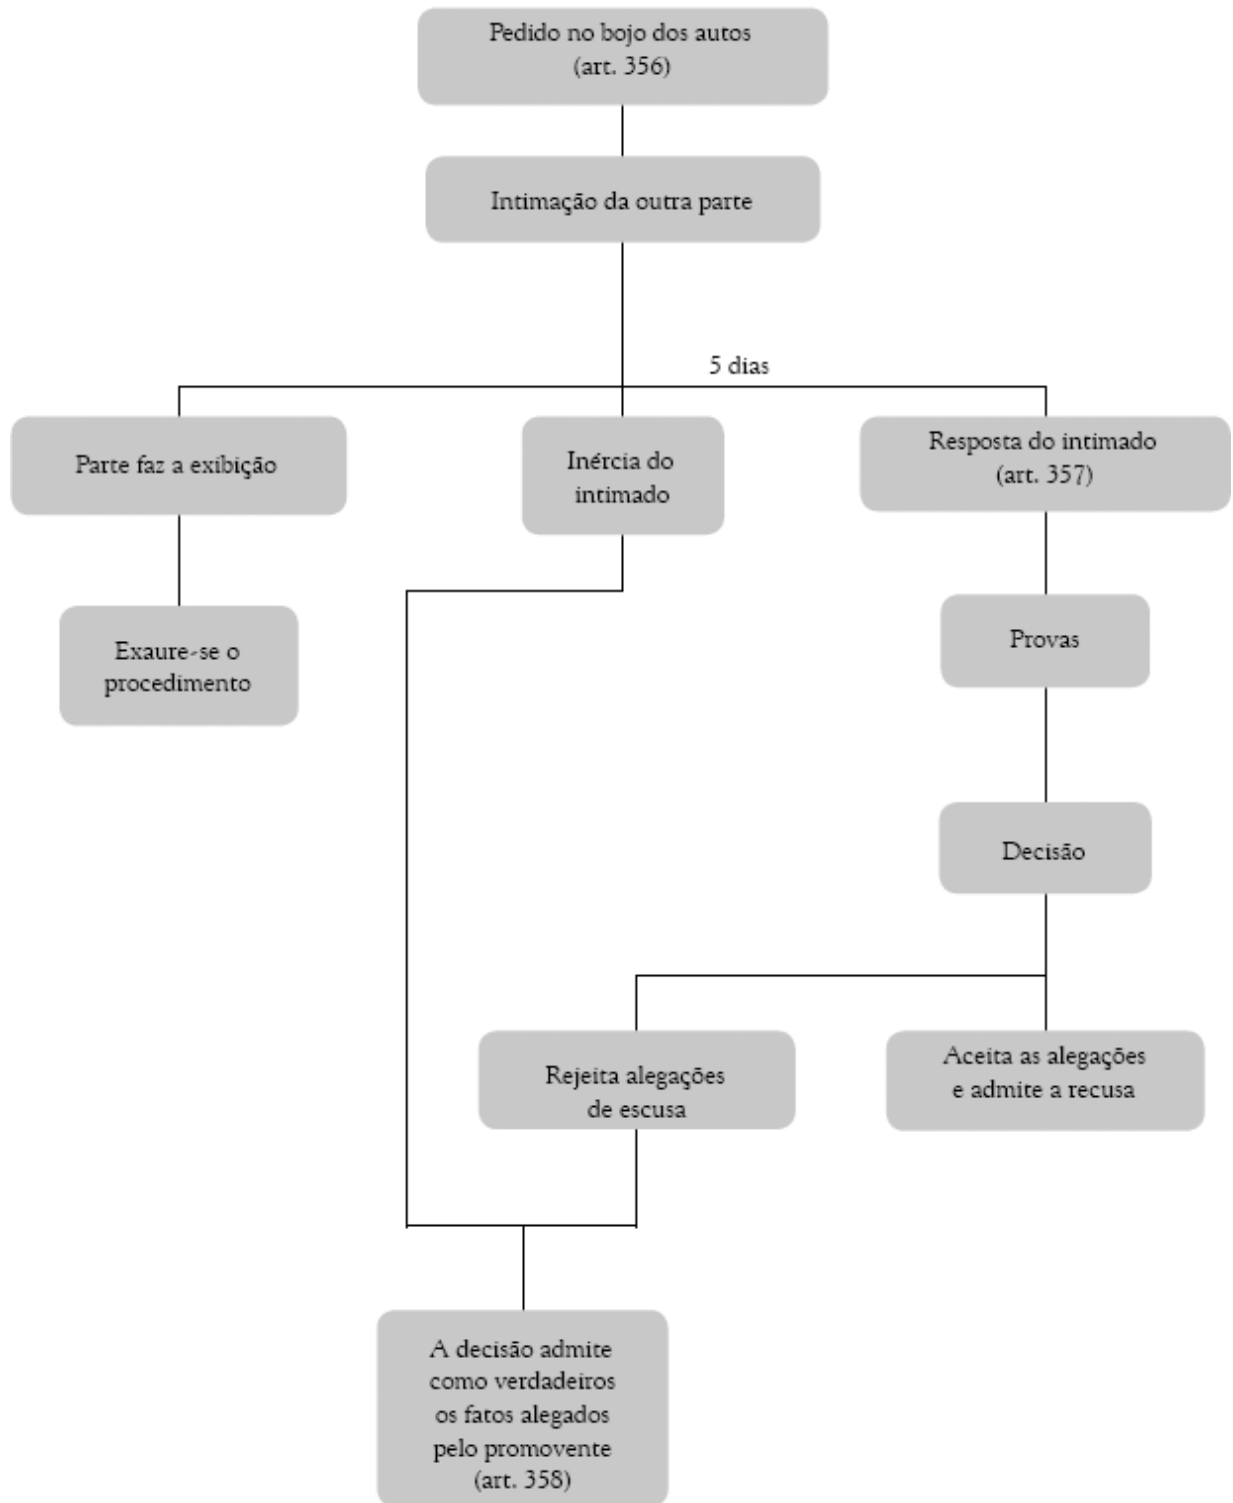 Pedido no bojo dos autos
(art. 356)
Intimação da outra parte
5 dias
Parte faz a exibição
Inércia do
intimado
Resposta do intimado
(art. 357)
Exaure-se o
procedimento
Provas
Decisão
Rejeita alegações
de escusa
Aceita as alegações
e admite a recusa
A decisão admite
como verdadeiros
os fatos alegados
pelo promovente
(art. 358)